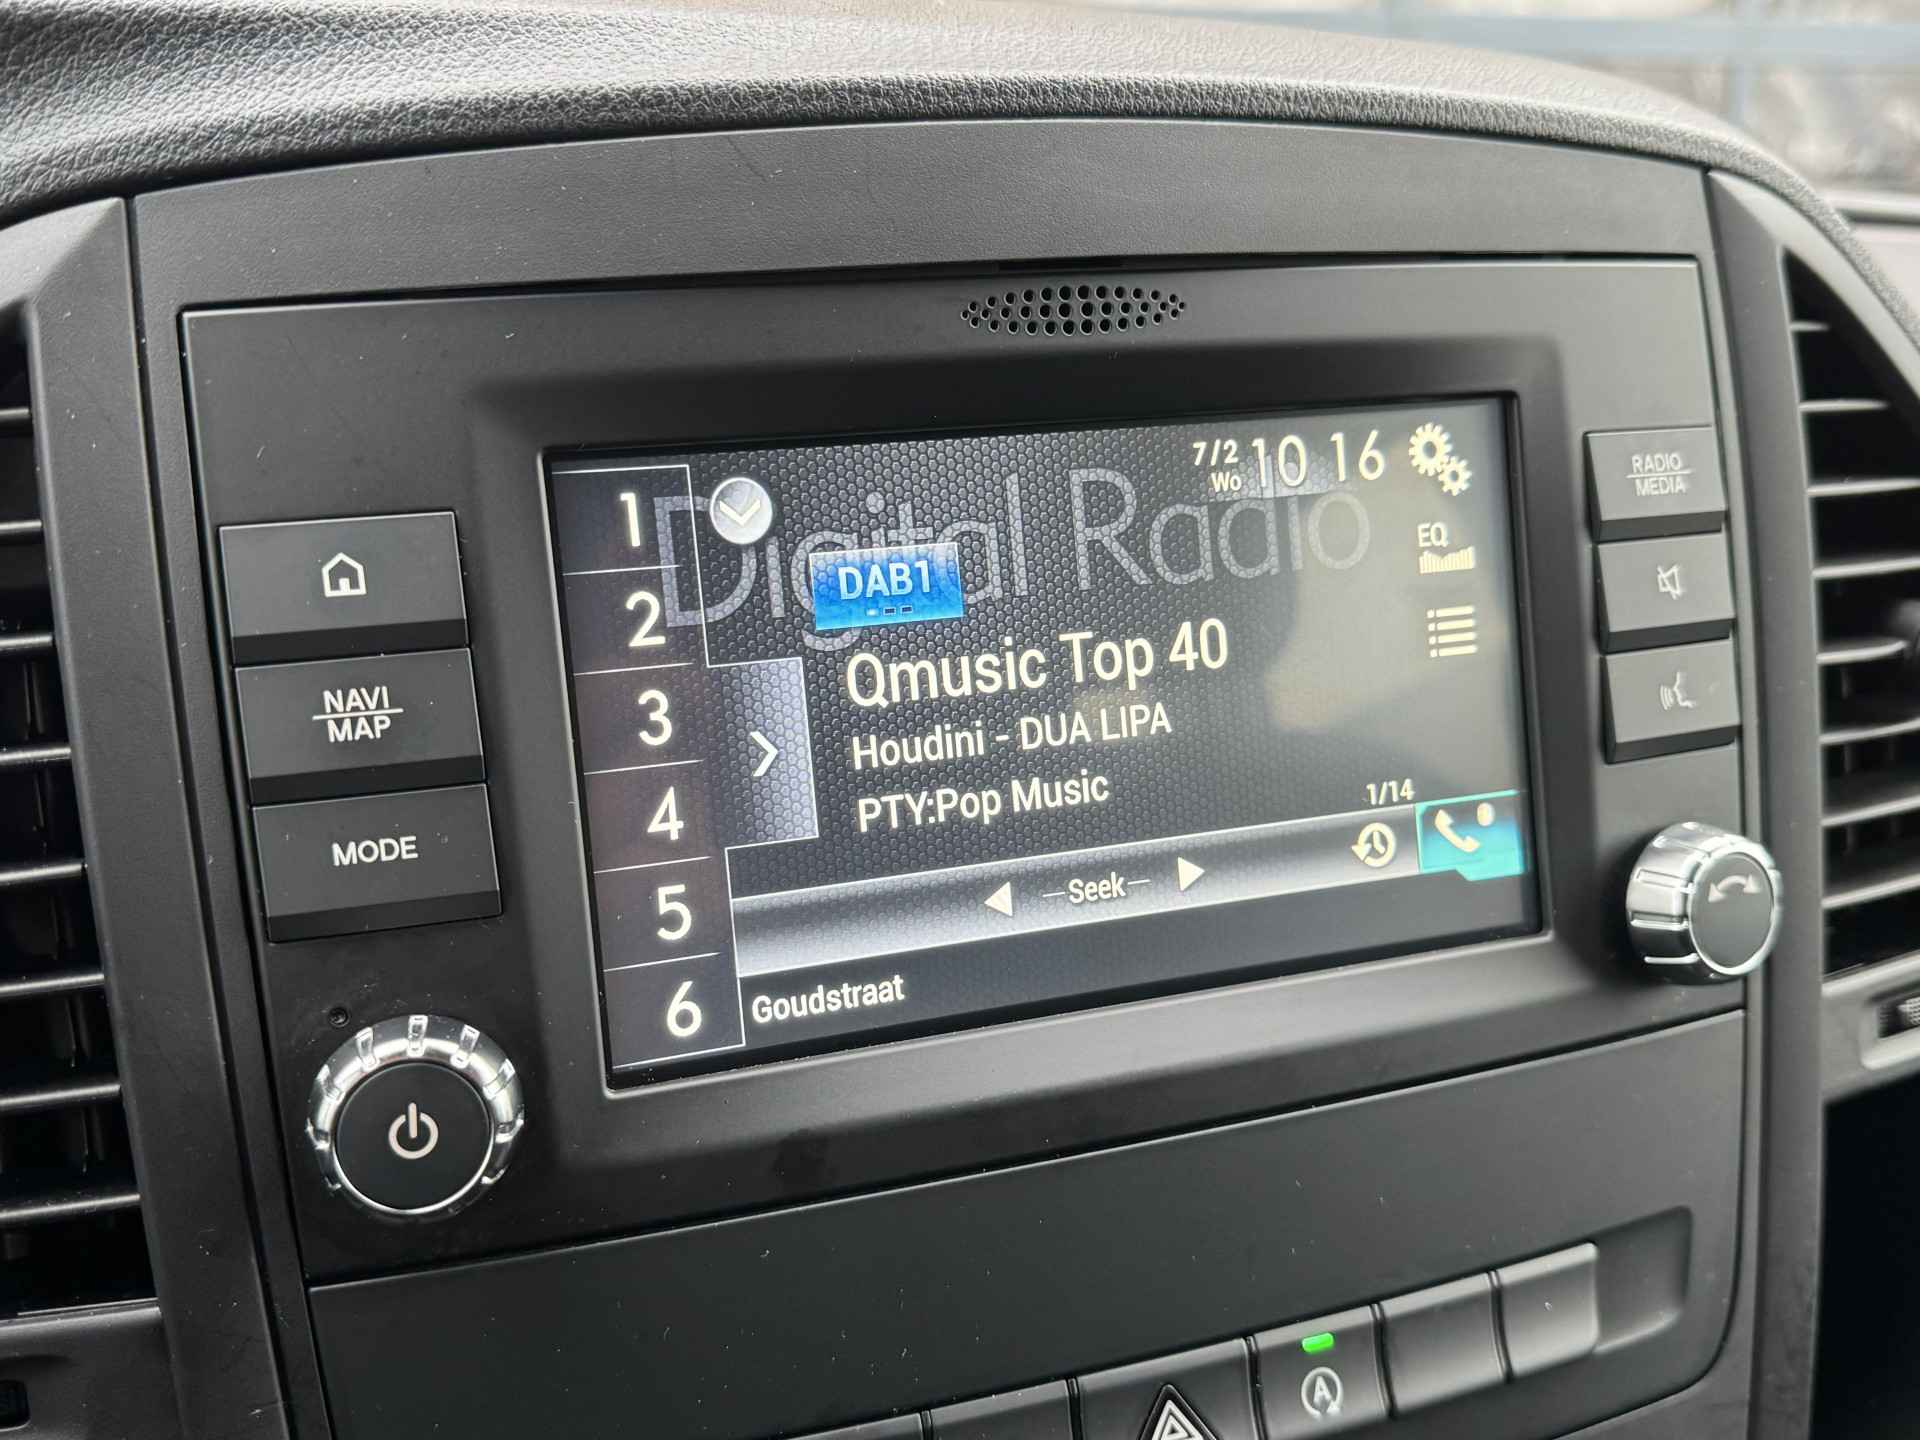 Digital Radio
7/2
Wo
10 16
1
DAB1
EQ
2
Qmusic Top 40
3
Houdini - DUA LIPA
4
PTY:Pop Music
1/14
5
Seek
6
Goudstraat
NAVI
MAP
MODE
RADIO
MEDIA
A